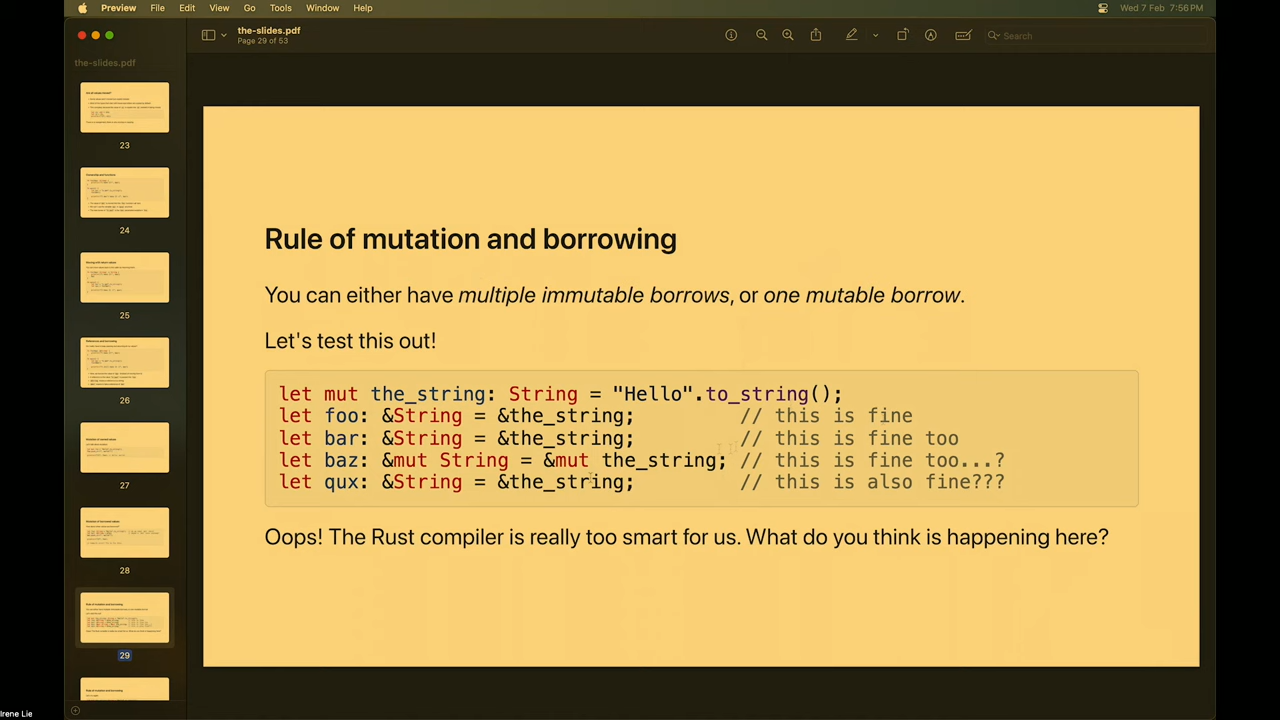 Preview File Edit View Go Tools Window Help
Wed 7 Feb 7:56 PM
the-slides.pdf
Page 29 of 53
Search
the-slides.pdf
23
24
25
26
27
28
29
Rule of mutation and borrowing
You can either have multiple immutable borrows, or one mutable borrow.
Let's test this out!
let mut the_string: String = "Hello".to_string();
let foo: &String = &the_string; // this is fine
let bar: &String = &the_string; // this is fine too
let baz: &mut String = &mut the_string; // this is fine too...?
let qux: &String = &the_string; // this is also fine???
Oops! The Rust compiler is really too smart for us. What do you think is happening here?
Irene Lie